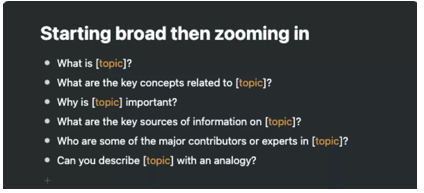 Starting broad then zooming in
What is [topic]?
What are the key concepts related to [topic]?
Why is [topic] important?
What are the key sources of information on [topic]?
Who are some of the major contributors or experts in [topic]?
Can you describe [topic] with an analogy?